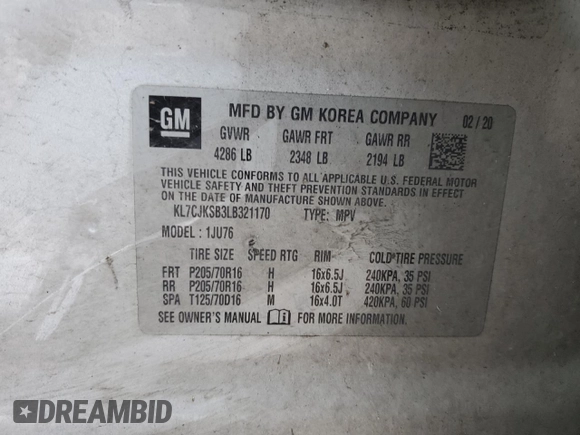 GM
MFD BY GM KOREA COMPANY 02/20
GVWR GAWR FRT GAWR RR
4286 LB 2348 LB 2194 LB
THIS VEHICLE CONFORMS TO ALL APPLICABLE U.S. FEDERAL MOTOR
VEHICLE SAFETY AND THEFT PREVENTION STANDARDS IN EFFECT
ON THE DATE OF MANUFACTURE SHOWN ABOVE.
KL7CJKSB3LB321170 TYPE: MPV
MODEL : 1JU76
TIRE SIZE SPEED RTG RIM COLD TIRE PRESSURE
FRT P205/70R16 H 16x6.5J 240KPA, 35 PSI
RR P205/70R16 H 16x6.5J 240KPA, 35 PSI
SPA T125/70D16 M 16x4.0T 420KPA, 60 PSI
SEE OWNER'S MANUAL FOR MORE INFORMATION.
DREAMBID